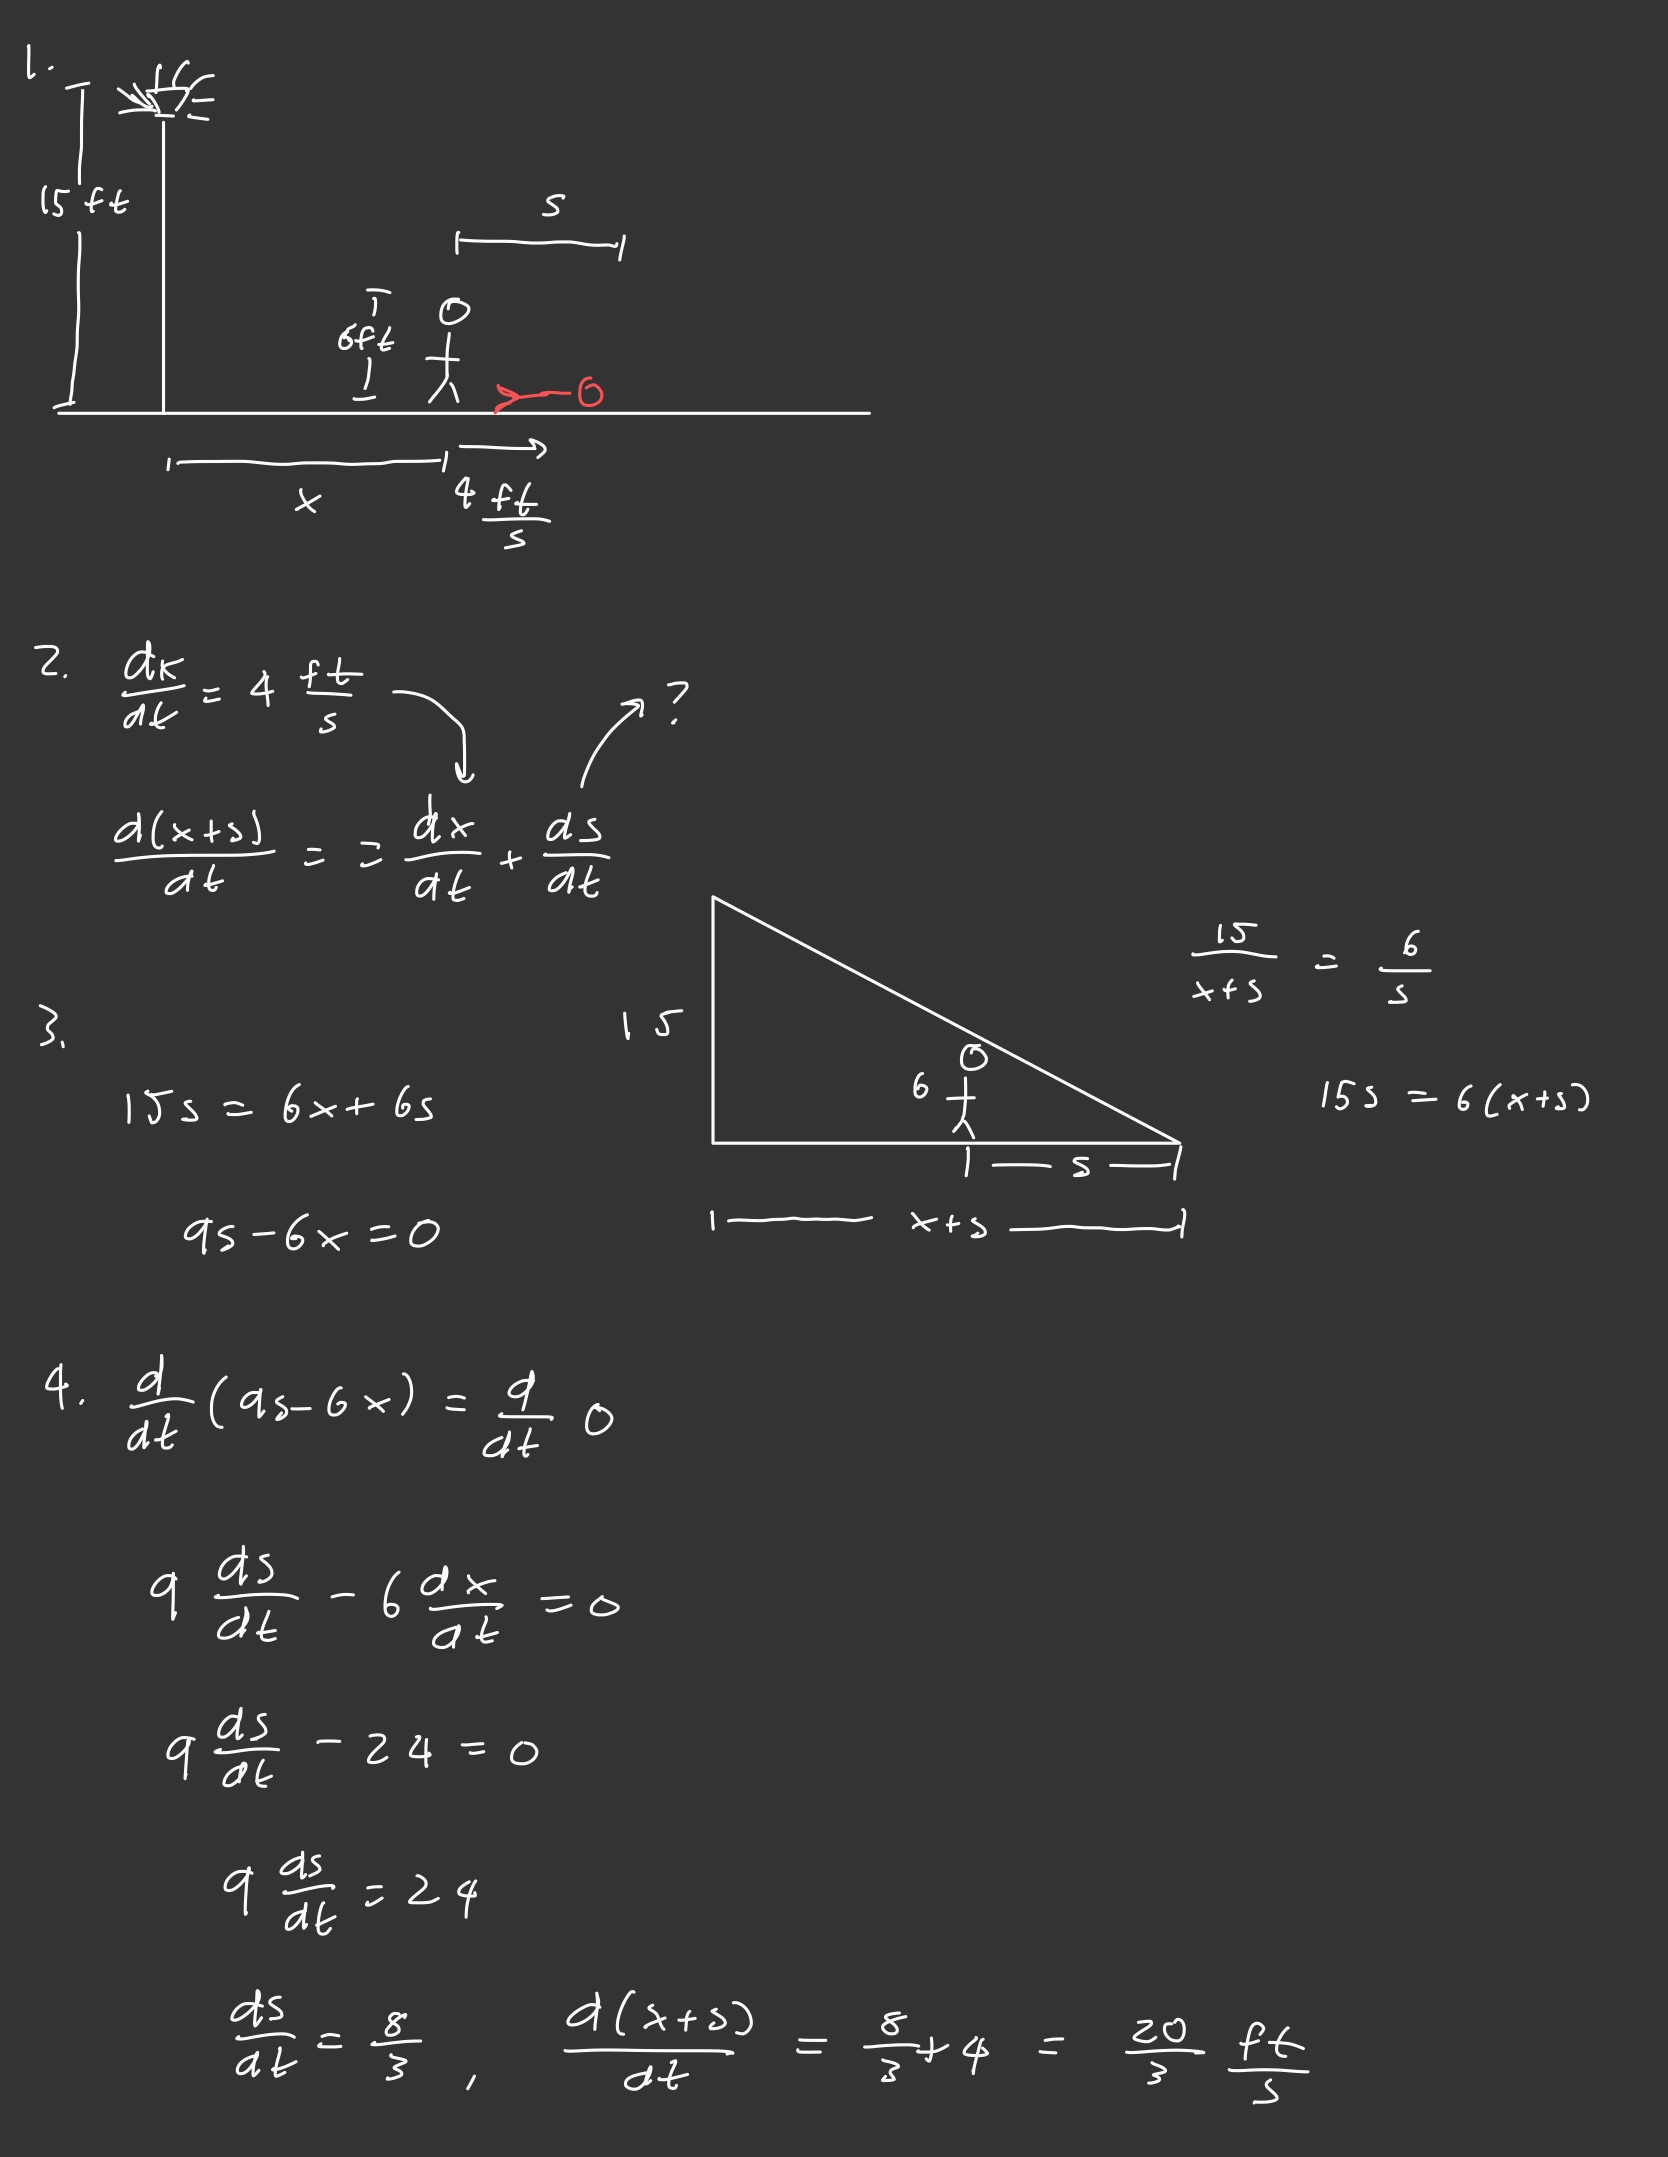 1.
15 ft
s
6ft
x
4 ft/s
2. dx/dt = 4 ft/s
?
d(x+s)/dt = = dx/dt + ds/dt
15/(x+s) = 6/s
3.
15
6
15s = 6(x+s)
15s = 6x+6s
s
x+s
9s-6x=0
4. d/dt (9s-6x) = d/dt 0
9 ds/dt - 6 dx/dt = 0
9 ds/dt - 24 = 0
9 ds/dt = 24
ds/dt = 8/3, d(x+s)/dt = 8/3 + 4 = 20/3 ft/s